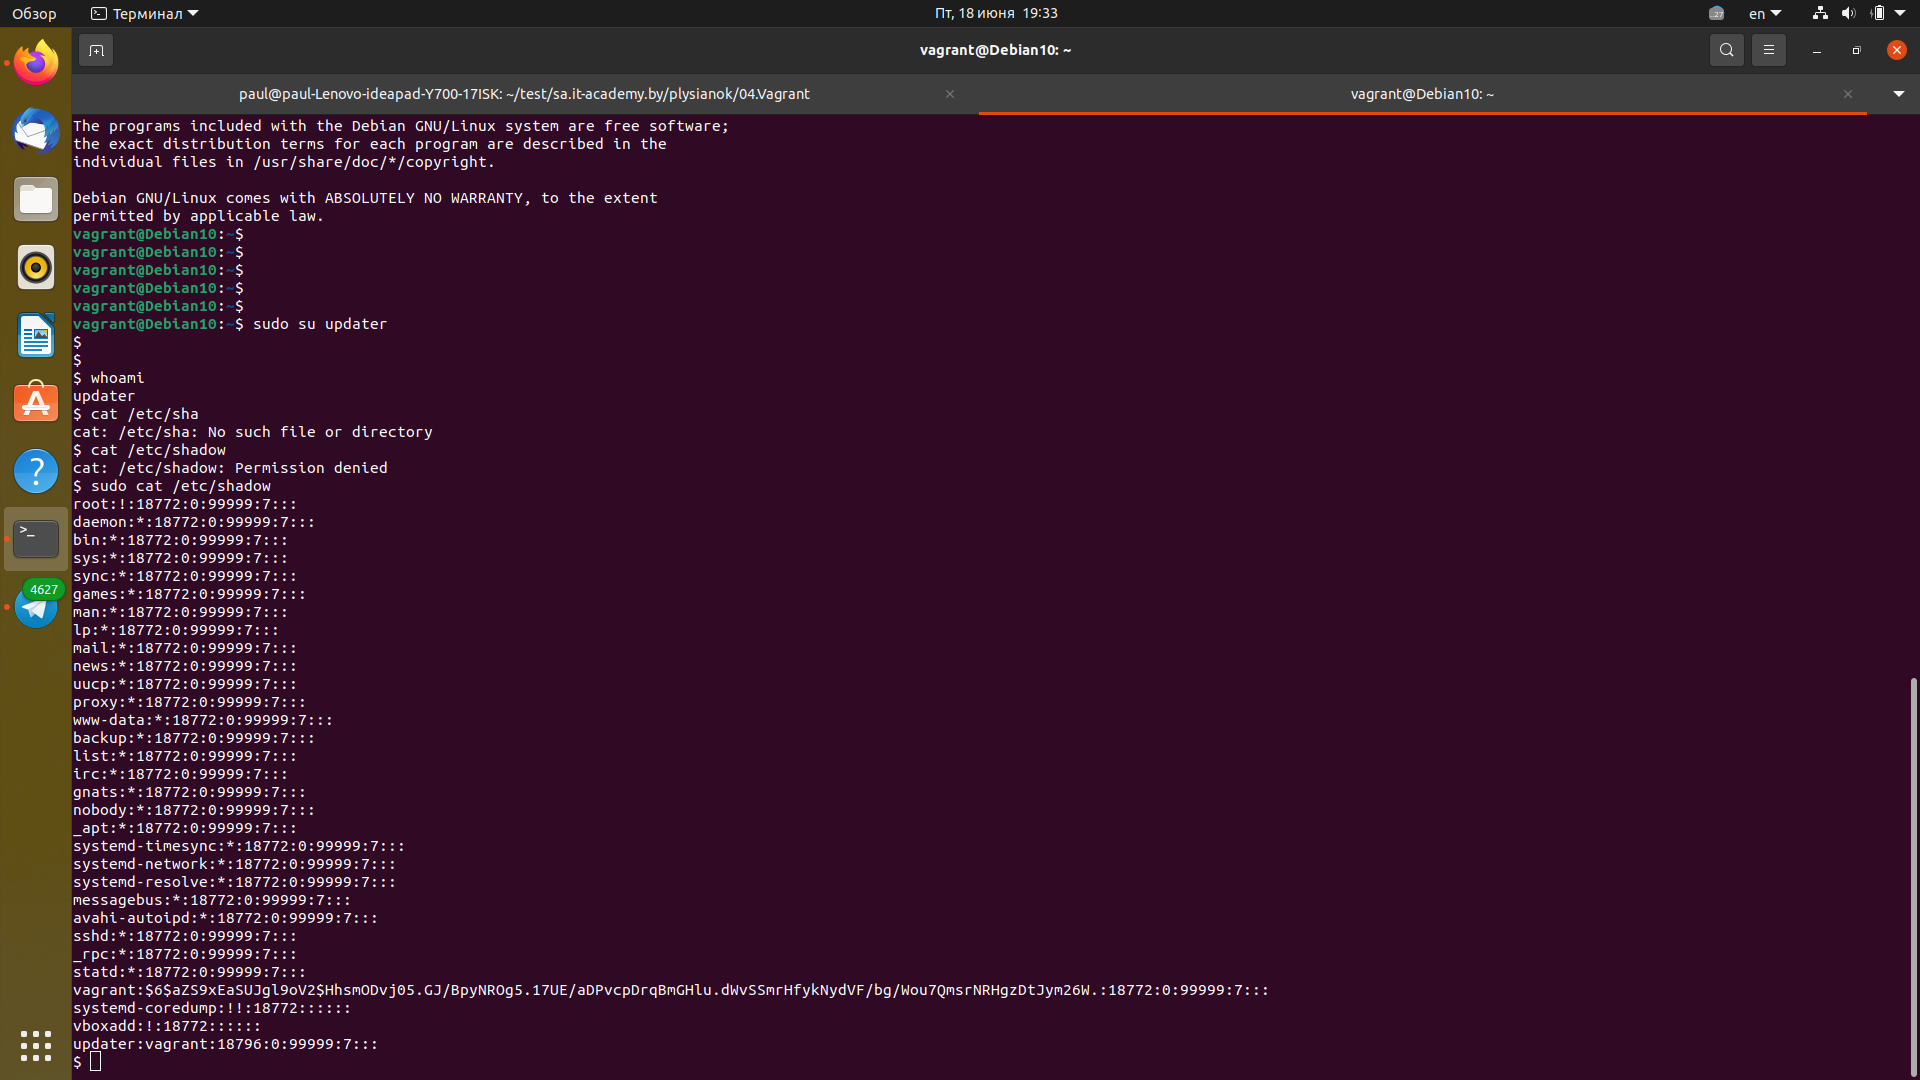 Обзор
Терминал
Пт, 18 июня 19:33
en
vagrant@Debian10: ~
paul@paul-Lenovo-ideapad-Y700-17ISK: ~/test/sa.it-academy.by/plysianok/04.Vagrant
vagrant@Debian10: ~
The programs included with the Debian GNU/Linux system are free software;
the exact distribution terms for each program are described in the
individual files in /usr/share/doc/*/copyright.
Debian GNU/Linux comes with ABSOLUTELY NO WARRANTY, to the extent
permitted by applicable law.
vagrant@Debian10:~$
vagrant@Debian10:~$
vagrant@Debian10:~$
vagrant@Debian10:~$
vagrant@Debian10:~$
vagrant@Debian10:~$ sudo su updater
$
$
$ whoami
updater
$ cat /etc/sha
cat: /etc/sha: No such file or directory
$ cat /etc/shadow
cat: /etc/shadow: Permission denied
$ sudo cat /etc/shadow
root:!:18772:0:99999:7:::
daemon:*:18772:0:99999:7:::
bin:*:18772:0:99999:7:::
sys:*:18772:0:99999:7:::
sync:*:18772:0:99999:7:::
games:*:18772:0:99999:7:::
man:*:18772:0:99999:7:::
lp:*:18772:0:99999:7:::
mail:*:18772:0:99999:7:::
news:*:18772:0:99999:7:::
uucp:*:18772:0:99999:7:::
proxy:*:18772:0:99999:7:::
www-data:*:18772:0:99999:7:::
backup:*:18772:0:99999:7:::
list:*:18772:0:99999:7:::
irc:*:18772:0:99999:7:::
gnats:*:18772:0:99999:7:::
nobody:*:18772:0:99999:7:::
_apt:*:18772:0:99999:7:::
systemd-timesync:*:18772:0:99999:7:::
systemd-network:*:18772:0:99999:7:::
systemd-resolve:*:18772:0:99999:7:::
messagebus:*:18772:0:99999:7:::
avahi-autoipd:*:18772:0:99999:7:::
sshd:*:18772:0:99999:7:::
_rpc:*:18772:0:99999:7:::
statd:*:18772:0:99999:7:::
vagrant:$6$aZS9xEaSUJgl9oV2$HhsmODvj05.GJ/BpyNROg5.17UE/aDPvcpDrqBmGHlu.dWvSSmrHfykNydVF/bg/Wou7QmsrNRHgzDtJym26W.:18772:0:99999:7:::
systemd-coredump:!!:18772::::::
vboxadd:!:18772::::::
updater:vagrant:18796:0:99999:7:::
$
4627